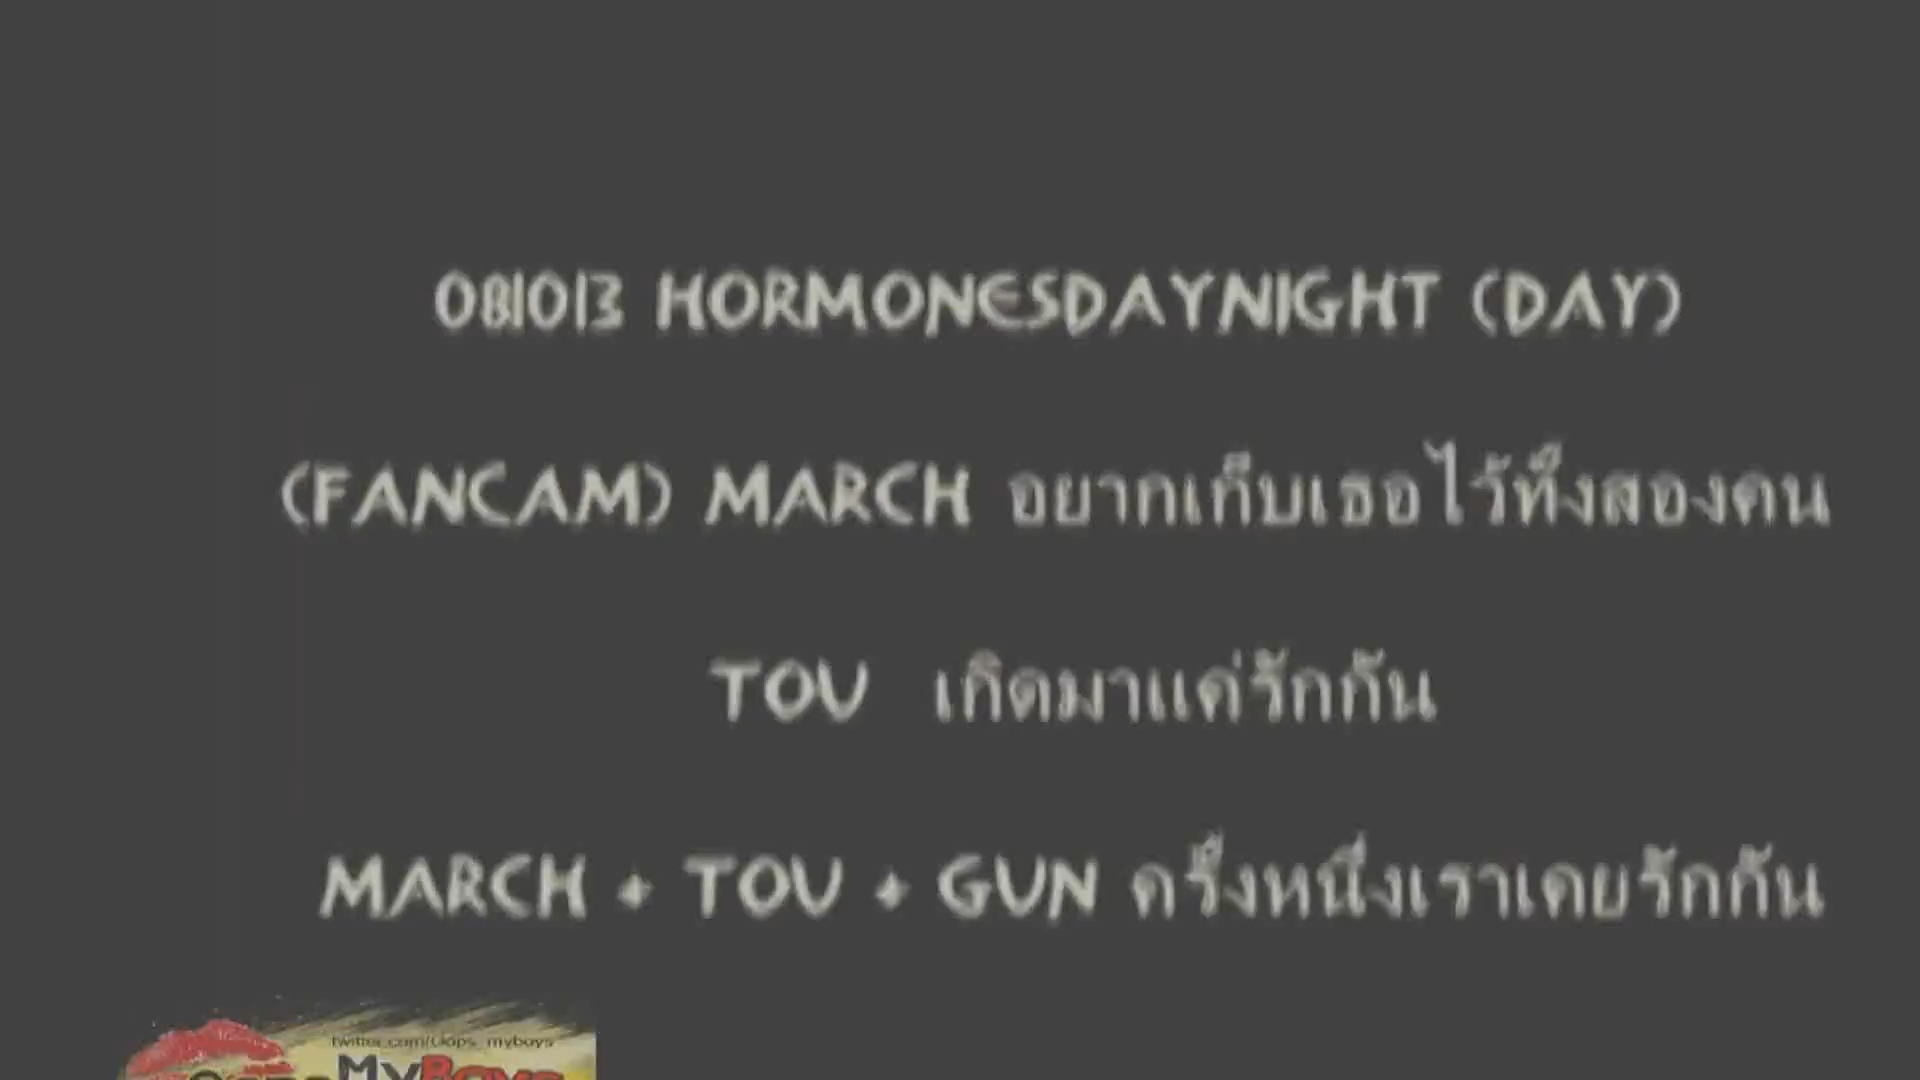 081013 HORMONESDAYNIGHT (DAY)
(FANCAM) MARCH อยากเก็บเธอไว้ทั้งสองคน
TOU เกิดมาแค่รักกัน
MARCH + TOU + GUN ครั้งหนึ่งเราเคยรักกัน
MyBoys